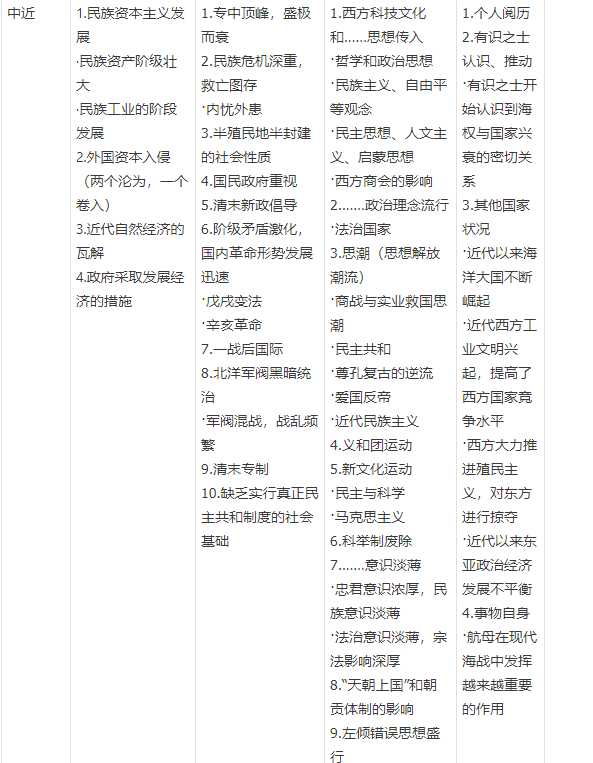 中近
1.民族资本主义发
展
·民族资产阶级壮
大
·民族工业的阶段
发展
2.外国资本入侵
（两个沦为，一个
卷入）
3.近代自然经济的
瓦解
4.政府采取发展经
济的措施
1.专中顶峰，盛极
而衰
2.民族危机深重，
救亡图存
·内忧外患
3.半殖民地半封建
的社会性质
4.国民政府重视
5.清末新政倡导
6.阶级矛盾激化，
国内革命形势发展
迅速
·戊戌变法
·辛亥革命
7.一战后国际
8.北洋军阀黑暗统
治
·军阀混战，战乱频
繁
9.清末专制
10.缺乏实行真正民
主共和制度的社会
基础
1.西方科技文化
和......思想传入
·哲学和政治思想
·民族主义、自由平
等观念
·民主思想、人文主
义、启蒙思想
·西方商会的影响
2.......政治理念流行
·法治国家
3.思潮（思想解放
潮流）
·商战与实业救国思
潮
·民主共和
·尊孔复古的逆流
·爱国反帝
·近代民族主义
4.义和团运动
5.新文化运动
·民主与科学
·马克思主义
6.科举制废除
7.......意识淡薄
·忠君意识浓厚，民
族意识淡薄
·法治意识淡薄，宗
法影响深厚
8.“天朝上国”和朝
贡体制的影响
9.左倾错误思想盛
行
1.个人阅历
2.有识之士
认识、推动
·有识之士开
始认识到海
权与国家兴
衰的密切关
系
3.其他国家
状况
·近代以来海
洋大国不断
崛起
·近代西方工
业文明兴
起，提高了
西方国家竞
争水平
·西方大力推
进殖民主
义，对东方
进行掠夺
·近代以来东
亚政治经济
发展不平衡
4.事物自身
·航母在现代
海战中发挥
越来越重要
的作用